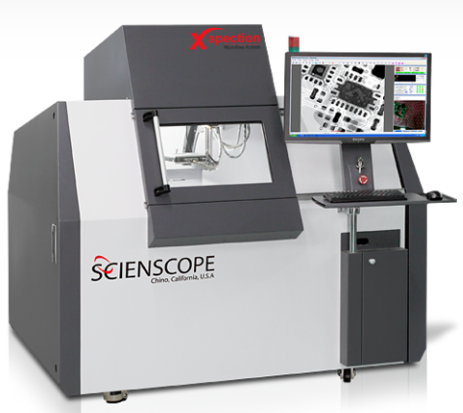 Xspection
SCIENSCOPE
Chino, California, U.S.A